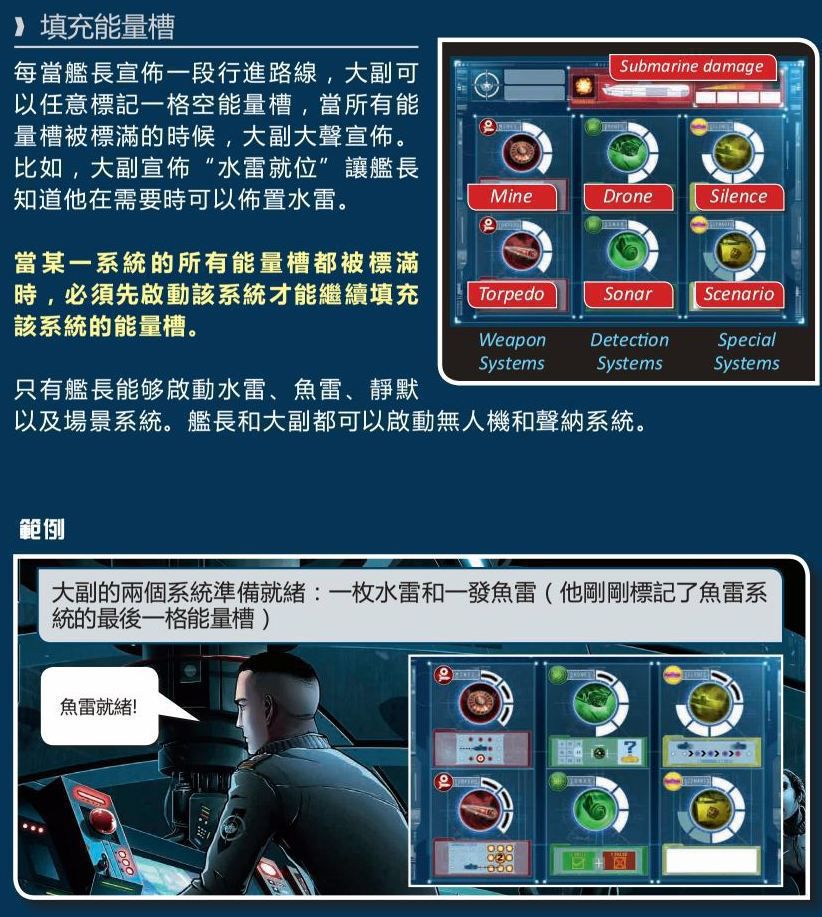 填充能量槽
每當艦長宣佈一段行進路線，大副可
以任意標記一格空能量槽，當所有能
量槽被標滿的時候，大副大聲宣佈。
比如，大副宣佈“水雷就位”讓艦長
知道他在需要時可以佈置水雷。
當某一系統的所有能量槽都被標滿
時，必須先啟動該系統才能繼續填充
該系統的能量槽。
只有艦長能够啟動水雷、魚雷、靜默
以及場景系統。艦長和大副都可以啟動無人機和聲納系統。
Submarine damage
Mine
Drone
Silence
Torpedo
Sonar
Scenario
Weapon
Systems
Detection
Systems
Special
Systems
範例
大副的兩個系統準備就緒：一枚水雷和一發魚雷（他剛剛標記了魚雷系
統的最後一格能量槽）
魚雷就緒!
?
2